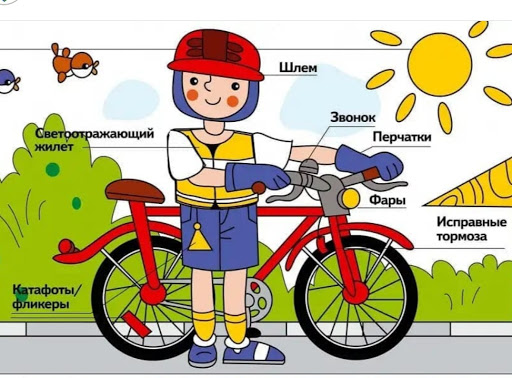 Шлем
Звонок
Перчатки
Светоотражающий
жилет
Фары
Исправные
тормоза
Катафоты/
фликеры